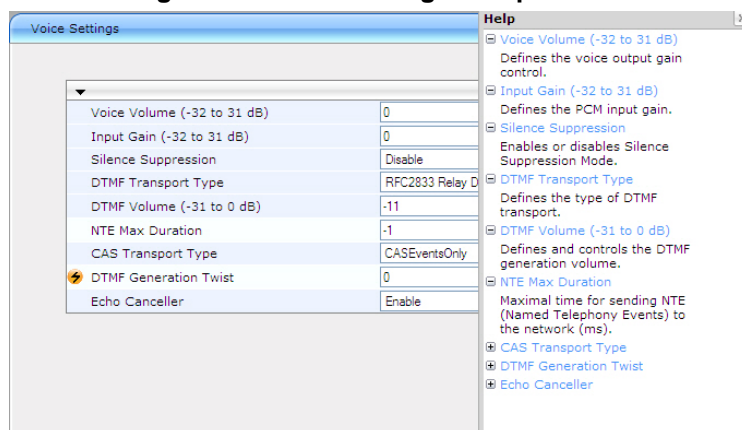 Voice Settings
Voice Volume (-32 to 31 dB) 0
Input Gain (-32 to 31 dB) 0
Silence Suppression Disable
DTMF Transport Type RFC2833 Relay D
DTMF Volume (-31 to 0 dB) -11
NTE Max Duration -1
CAS Transport Type CASEventsOnly
DTMF Generation Twist 0
Echo Canceller Enable
Help
Voice Volume (-32 to 31 dB)
Defines the voice output gain
control.
Input Gain (-32 to 31 dB)
Defines the PCM input gain.
Silence Suppression
Enables or disables Silence
Suppression Mode.
DTMF Transport Type
Defines the type of DTMF
transport.
DTMF Volume (-31 to 0 dB)
Defines and controls the DTMF
generation volume.
NTE Max Duration
Maximal time for sending NTE
(Named Telephony Events) to
the network (ms).
CAS Transport Type
DTMF Generation Twist
Echo Canceller